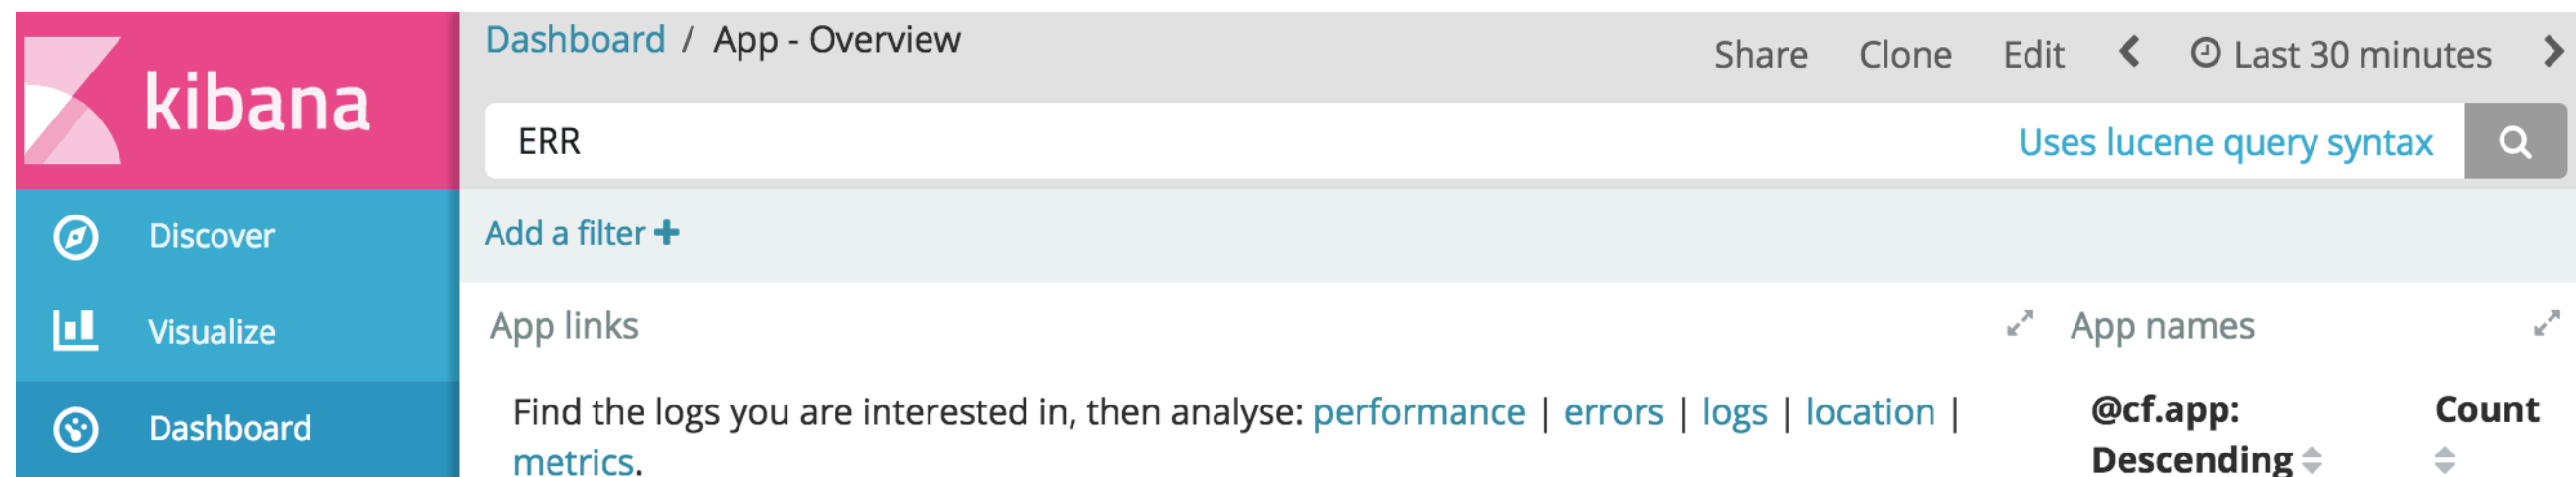 kibana
Discover
Visualize
Dashboard
Dashboard / App - Overview
Share Clone Edit Last 30 minutes
ERR Uses lucene query syntax
Add a filter +
App links
Find the logs you are interested in, then analyse: performance | errors | logs | location |
metrics.
App names
@cf.app: Count
Descending